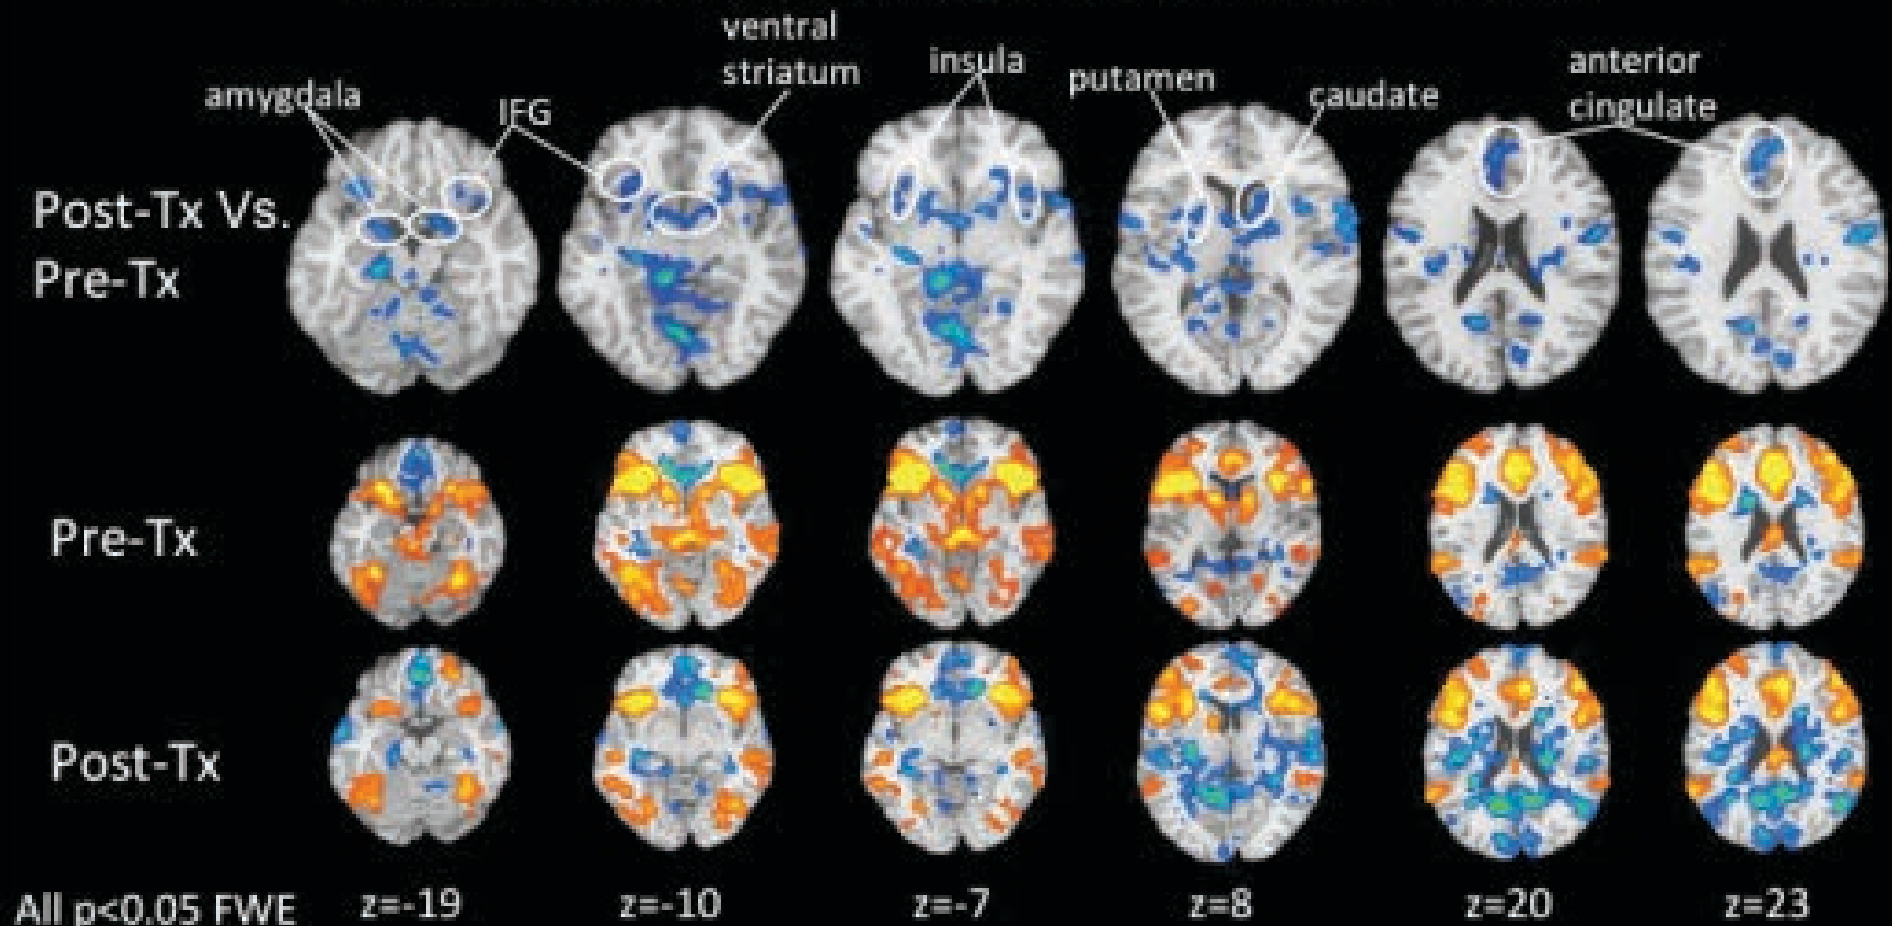 ventral
striatum
amygdala
IFG
insula
putamen
caudate
anterior
cingulate
Post-Tx Vs.
Pre-Tx
Pre-Tx
Post-Tx
All p<0.05 FWE
z=-19
z=-10
z=-7
z=8
z=20
z=23